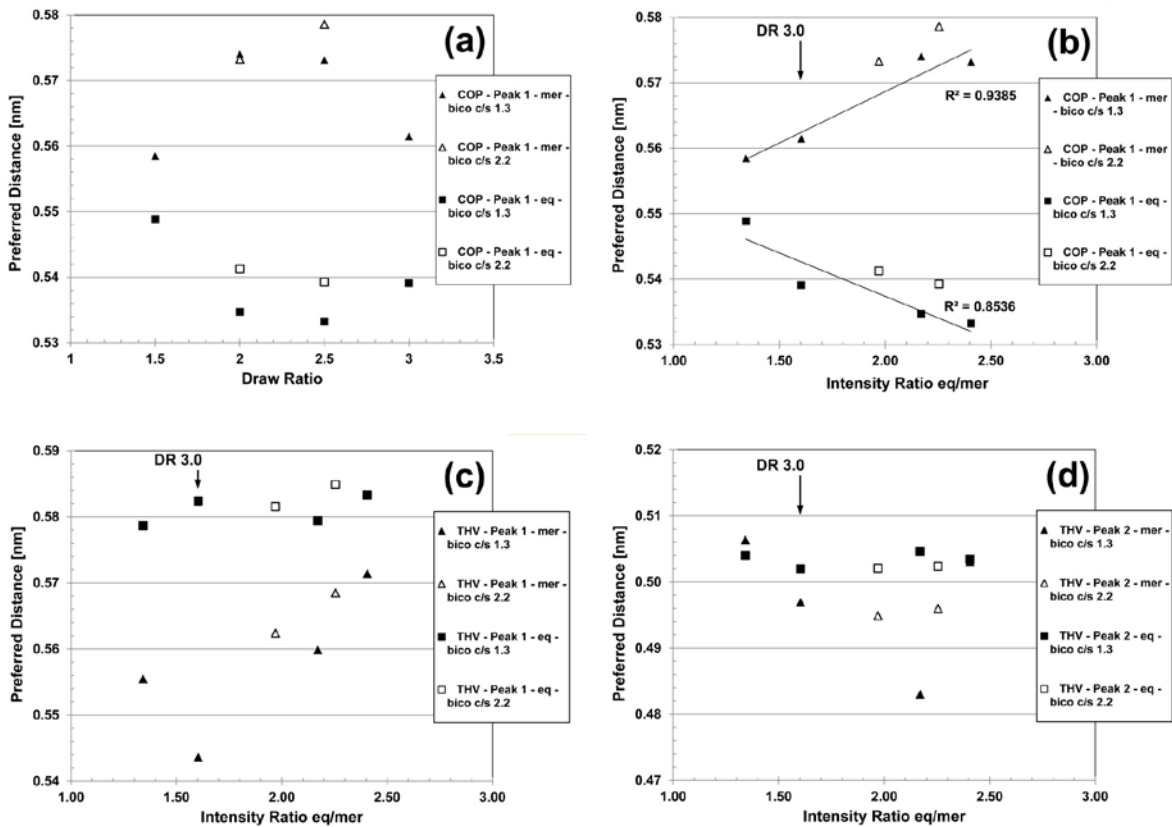 (a)
Preferred Distance [nm]
0.58
0.57
0.56
0.55
0.54
0.53
1
1.5
2
2.5
3
3.5
Draw Ratio
COP - Peak 1 - mer -
bico c/s 1.3
COP - Peak 1 - mer -
bico c/s 2.2
COP - Peak 1 - eq -
bico c/s 1.3
COP - Peak 1 - eq -
bico c/s 2.2
(b)
DR 3.0
Preferred Distance [nm]
0.58
0.57
0.56
0.55
0.54
0.53
1.00
1.50
2.00
2.50
3.00
Intensity Ratio eq/mer
R² = 0.9385
R² = 0.8536
COP - Peak 1 - mer
- bico c/s 1.3
COP - Peak 1 - mer
- bico c/s 2.2
COP - Peak 1 - eq -
bico c/s 1.3
COP - Peak 1 - eq -
bico c/s 2.2
(c)
DR 3.0
Preferred Distance [nm]
0.59
0.58
0.57
0.56
0.55
0.54
1.00
1.50
2.00
2.50
3.00
Intensity Ratio eq/mer
THV - Peak 1 - mer -
bico c/s 1.3
THV - Peak 1 - mer -
bico c/s 2.2
THV - Peak 1 - eq -
bico c/s 1.3
THV - Peak 1 - eq -
bico c/s 2.2
(d)
DR 3.0
Preferred Distance [nm]
0.52
0.51
0.50
0.49
0.48
0.47
1.00
1.50
2.00
2.50
3.00
Intensity Ratio eq/mer
THV - Peak 2 - mer -
bico c/s 1.3
THV - Peak 2 - mer -
bico c/s 2.2
THV - Peak 2 - eq -
bico c/s 1.3
THV - Peak 2 - eq -
bico c/s 2.2